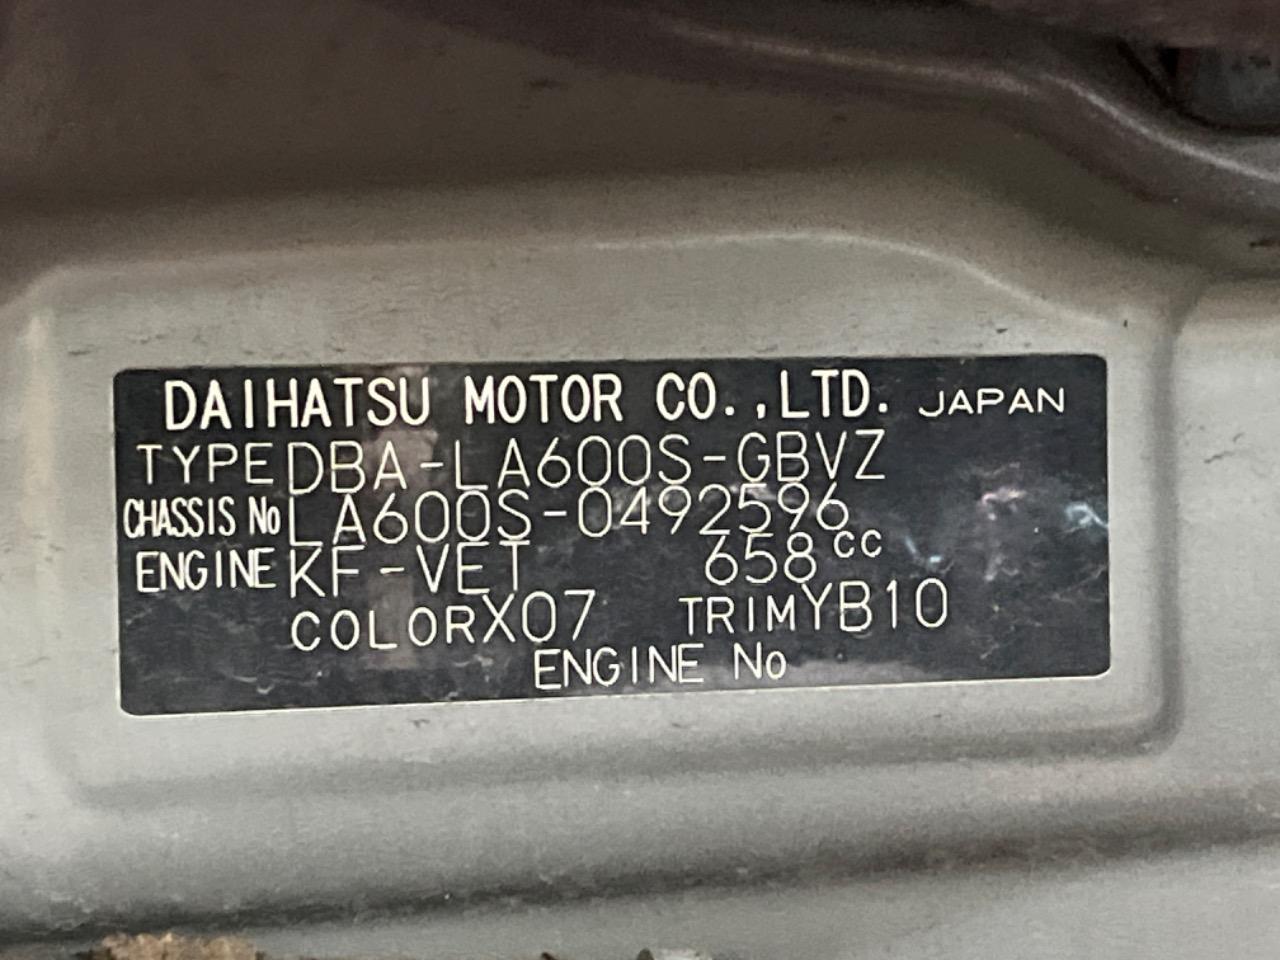 DAIHATSU MOTOR CO.,LTD. JAPAN
TYPE DBA-LA600S-GBVZ
CHASSIS No LA600S-0492596
ENGINE KF-VET 658cc
COLOR X07 TRIM YB10
ENGINE No